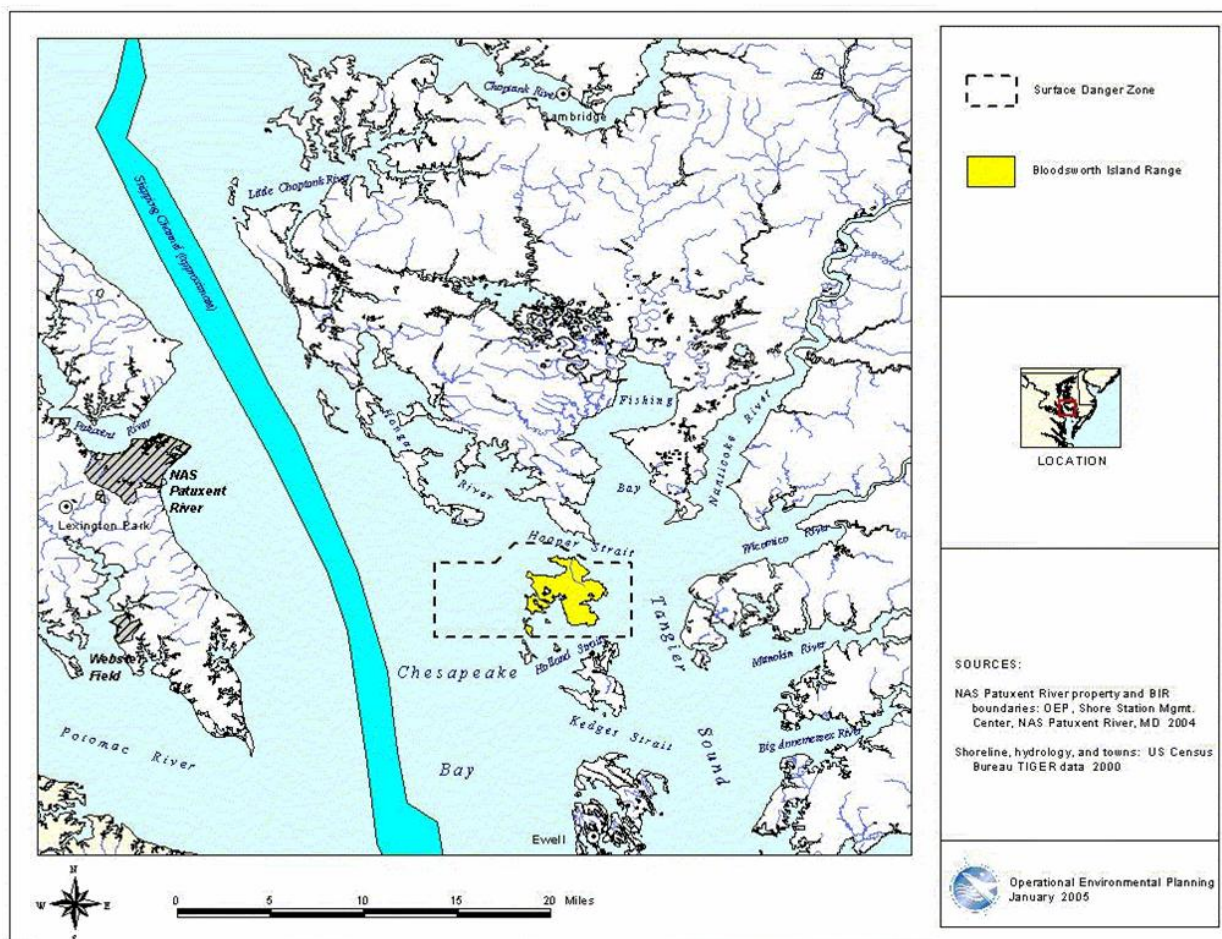 Choptank River
Cambridge
Little Choptank River
Shipping Channel (approximate)
Fishing
Bay
Honga
River
Nanticoke River
Patuxent River
NAS
Patuxent
River
Lexington Park
Hooper Strait
Wicomico River
Tangier
Sound
Webster
Field
Chesapeake
Bay
Holland Strait
Manokin River
Kedges Strait
Big Annemessex River
Potomac River
Ewell
N
W
E
S
0
5
10
15
20
Miles
Surface Danger Zone
Bloodsworth Island Range
LOCATION
SOURCES:
NAS Patuxent River property and BIR
boundaries: OEP, Shore Station Mgmt.
Center, NAS Patuxent River, MD 2004
Shoreline, hydrology, and towns: US Census
Bureau TIGER data 2000
Operational Environmental Planning
January 2005